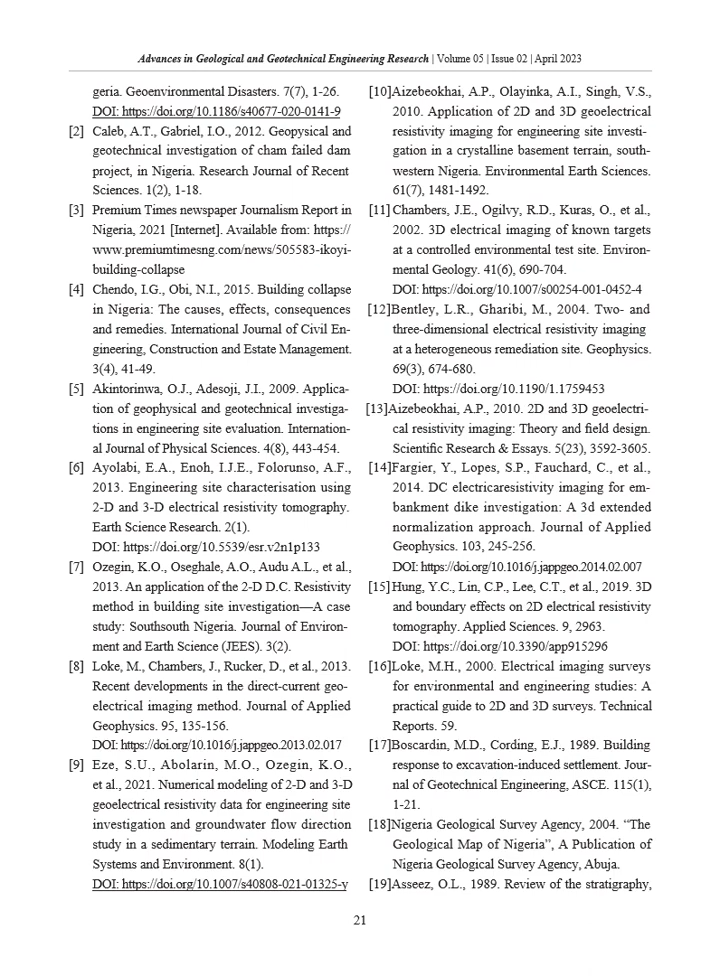 Advances in Geological and Geotechnical Engineering Research | Volume 05 | Issue 02 | April 2023
geria. Geoenvironmental Disasters. 7(7), 1-26.
DOI: https://doi.org/10.1186/s40677-020-0141-9
[2] Caleb, A.T., Gabriel, I.O., 2012. Geopysical and
geotechnical investigation of cham failed dam
project, in Nigeria. Research Journal of Recent
Sciences. 1(2), 1-18.
[3] Premium Times newspaper Journalism Report in
Nigeria, 2021 [Internet]. Available from: https://
www.premiumtimesng.com/news/505583-ikoyi-
building-collapse
[4] Chendo, I.G., Obi, N.I., 2015. Building collapse
in Nigeria: The causes, effects, consequences
and remedies. International Journal of Civil En-
gineering, Construction and Estate Management.
3(4), 41-49.
[5] Akintorinwa, O.J., Adesoji, J.I., 2009. Applica-
tion of geophysical and geotechnical investiga-
tions in engineering site evaluation. Internation-
al Journal of Physical Sciences. 4(8), 443-454.
[6] Ayolabi, E.A., Enoh, I.J.E., Folorunso, A.F.,
2013. Engineering site characterisation using
2-D and 3-D electrical resistivity tomography.
Earth Science Research. 2(1).
DOI: https://doi.org/10.5539/esr.v2n1p133
[7] Ozegin, K.O., Oseghale, A.O., Audu A.L., et al.,
2013. An application of the 2-D D.C. Resistivity
method in building site investigation—A case
study: Southsouth Nigeria. Journal of Environ-
ment and Earth Science (JEES). 3(2).
[8] Loke, M., Chambers, J., Rucker, D., et al., 2013.
Recent developments in the direct-current geo-
electrical imaging method. Journal of Applied
Geophysics. 95, 135-156.
DOI: https://doi.org/10.1016/j.jappgeo.2013.02.017
[9] Eze, S.U., Abolarin, M.O., Ozegin, K.O.,
et al., 2021. Numerical modeling of 2-D and 3-D
geoelectrical resistivity data for engineering site
investigation and groundwater flow direction
study in a sedimentary terrain. Modeling Earth
Systems and Environment. 8(1).
DOI: https://doi.org/10.1007/s40808-021-01325-y
[10]Aizebeokhai, A.P., Olayinka, A.I., Singh, V.S.,
2010. Application of 2D and 3D geoelectrical
resistivity imaging for engineering site investi-
gation in a crystalline basement terrain, south-
western Nigeria. Environmental Earth Sciences.
61(7), 1481-1492.
[11] Chambers, J.E., Ogilvy, R.D., Kuras, O., et al.,
2002. 3D electrical imaging of known targets
at a controlled environmental test site. Environ-
mental Geology. 41(6), 690-704.
DOI: https://doi.org/10.1007/s00254-001-0452-4
[12]Bentley, L.R., Gharibi, M., 2004. Two- and
three-dimensional electrical resistivity imaging
at a heterogeneous remediation site. Geophysics.
69(3), 674-680.
DOI: https://doi.org/10.1190/1.1759453
[13]Aizebeokhai, A.P., 2010. 2D and 3D geoelectri-
cal resistivity imaging: Theory and field design.
Scientific Research & Essays. 5(23), 3592-3605.
[14]Fargier, Y., Lopes, S.P., Fauchard, C., et al.,
2014. DC electricaresistivity imaging for em-
bankment dike investigation: A 3d extended
normalization approach. Journal of Applied
Geophysics. 103, 245-256.
DOI: https://doi.org/10.1016/j.jappgeo.2014.02.007
[15]Hung, Y.C., Lin, C.P., Lee, C.T., et al., 2019. 3D
and boundary effects on 2D electrical resistivity
tomography. Applied Sciences. 9, 2963.
DOI: https://doi.org/10.3390/app915296
[16]Loke, M.H., 2000. Electrical imaging surveys
for environmental and engineering studies: A
practical guide to 2D and 3D surveys. Technical
Reports. 59.
[17]Boscardin, M.D., Cording, E.J., 1989. Building
response to excavation-induced settlement. Jour-
nal of Geotechnical Engineering, ASCE. 115(1),
1-21.
[18]Nigeria Geological Survey Agency, 2004. “The
Geological Map of Nigeria”, A Publication of
Nigeria Geological Survey Agency, Abuja.
[19]Asseez, O.L., 1989. Review of the stratigraphy,
21